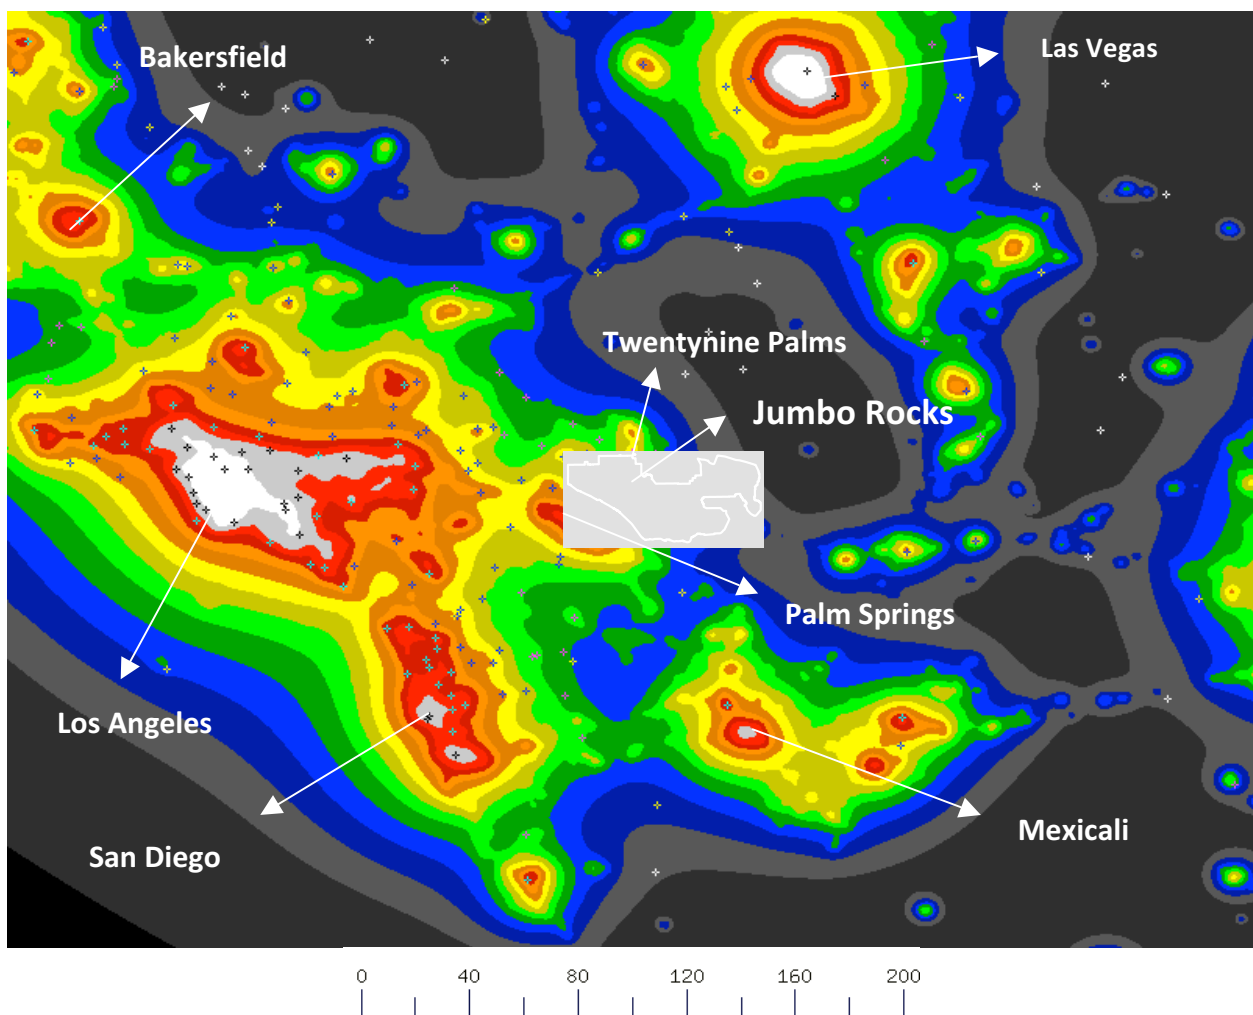 Bakersfield
Las Vegas
Twentynine Palms
Jumbo Rocks
Palm Springs
Los Angeles
Mexicali
San Diego
0 40 80 120 160 200